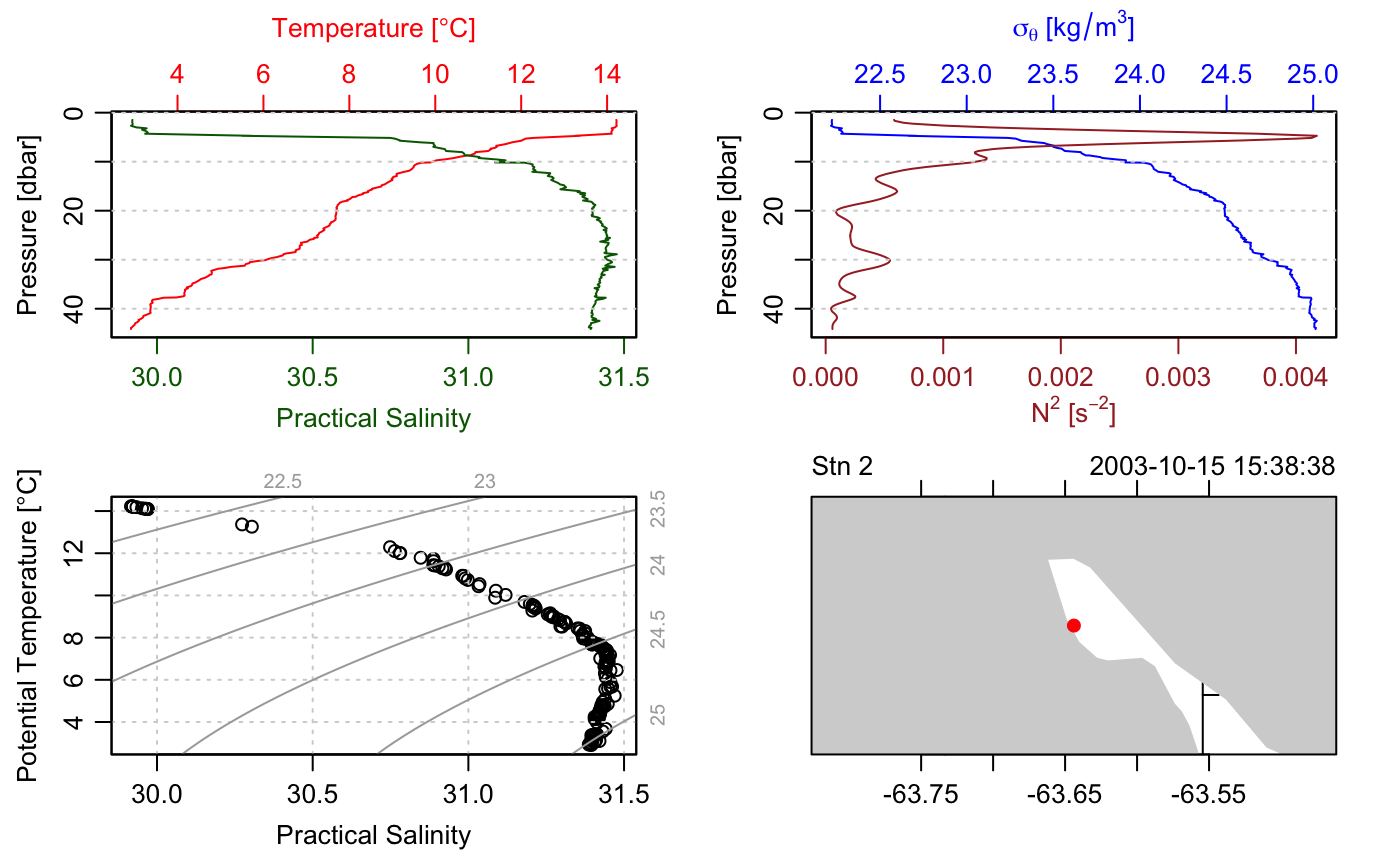 Temperature [°C]
4 6 8 10 12 14
Pressure [dbar]
0
20
40
30.0 30.5 31.0 31.5
Practical Salinity
σθ [kg/m³]
22.5 23.0 23.5 24.0 24.5 25.0
Pressure [dbar]
0
20
40
0.000 0.001 0.002 0.003 0.004
N² [s⁻²]
22.5 23
23.5
24
24.5
25
Potential Temperature [°C]
12
8
6
4
30.0 30.5 31.0 31.5
Practical Salinity
Stn 2 2003-10-15 15:38:38
-63.75 -63.65 -63.55